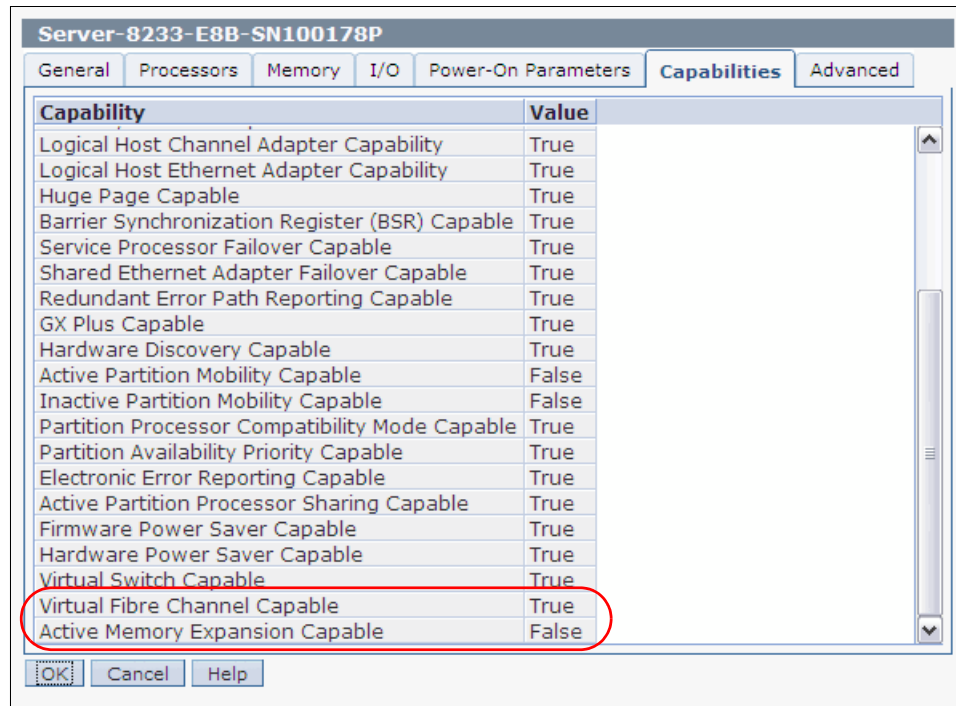 Server-8233-E8B-SN100178P
General Processors Memory I/O Power-On Parameters Capabilities Advanced
Capability Value
Logical Host Channel Adapter Capability True
Logical Host Ethernet Adapter Capability True
Huge Page Capable True
Barrier Synchronization Register (BSR) Capable True
Service Processor Failover Capable True
Shared Ethernet Adapter Failover Capable True
Redundant Error Path Reporting Capable True
GX Plus Capable True
Hardware Discovery Capable True
Active Partition Mobility Capable False
Inactive Partition Mobility Capable False
Partition Processor Compatibility Mode Capable True
Partition Availability Priority Capable True
Electronic Error Reporting Capable True
Active Partition Processor Sharing Capable True
Firmware Power Saver Capable True
Hardware Power Saver Capable True
Virtual Switch Capable True
Virtual Fibre Channel Capable True
Active Memory Expansion Capable False
OK Cancel Help